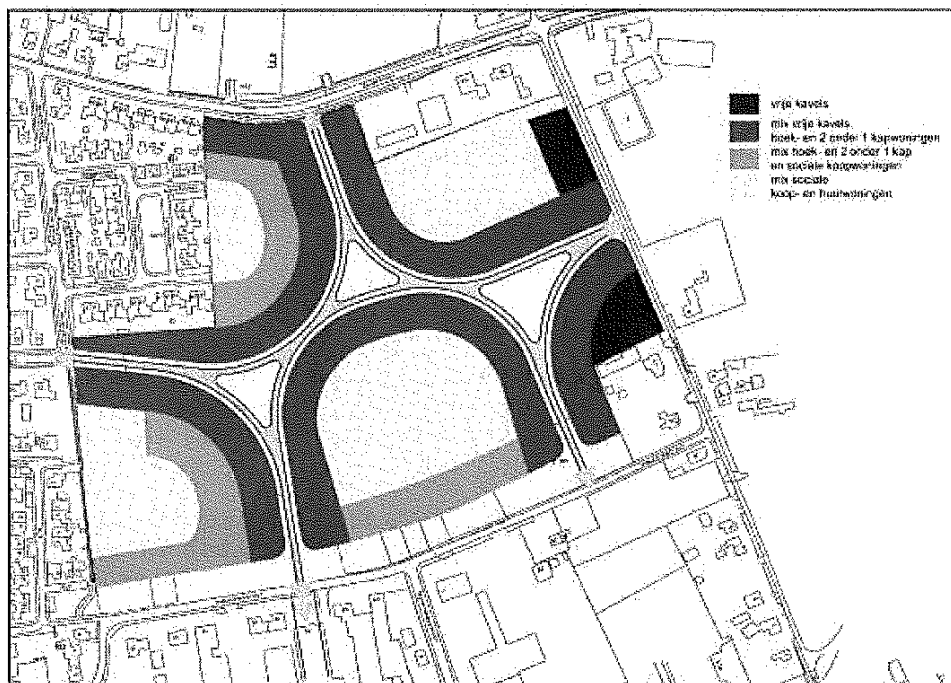 vrije kavels
mix vrije kavels
hoek- en 2 onder 1 kapwoningen
mix hoek- en 2 onder 1 kap
en sociale koopwoningen
mix sociale
koop- en huurwoningen